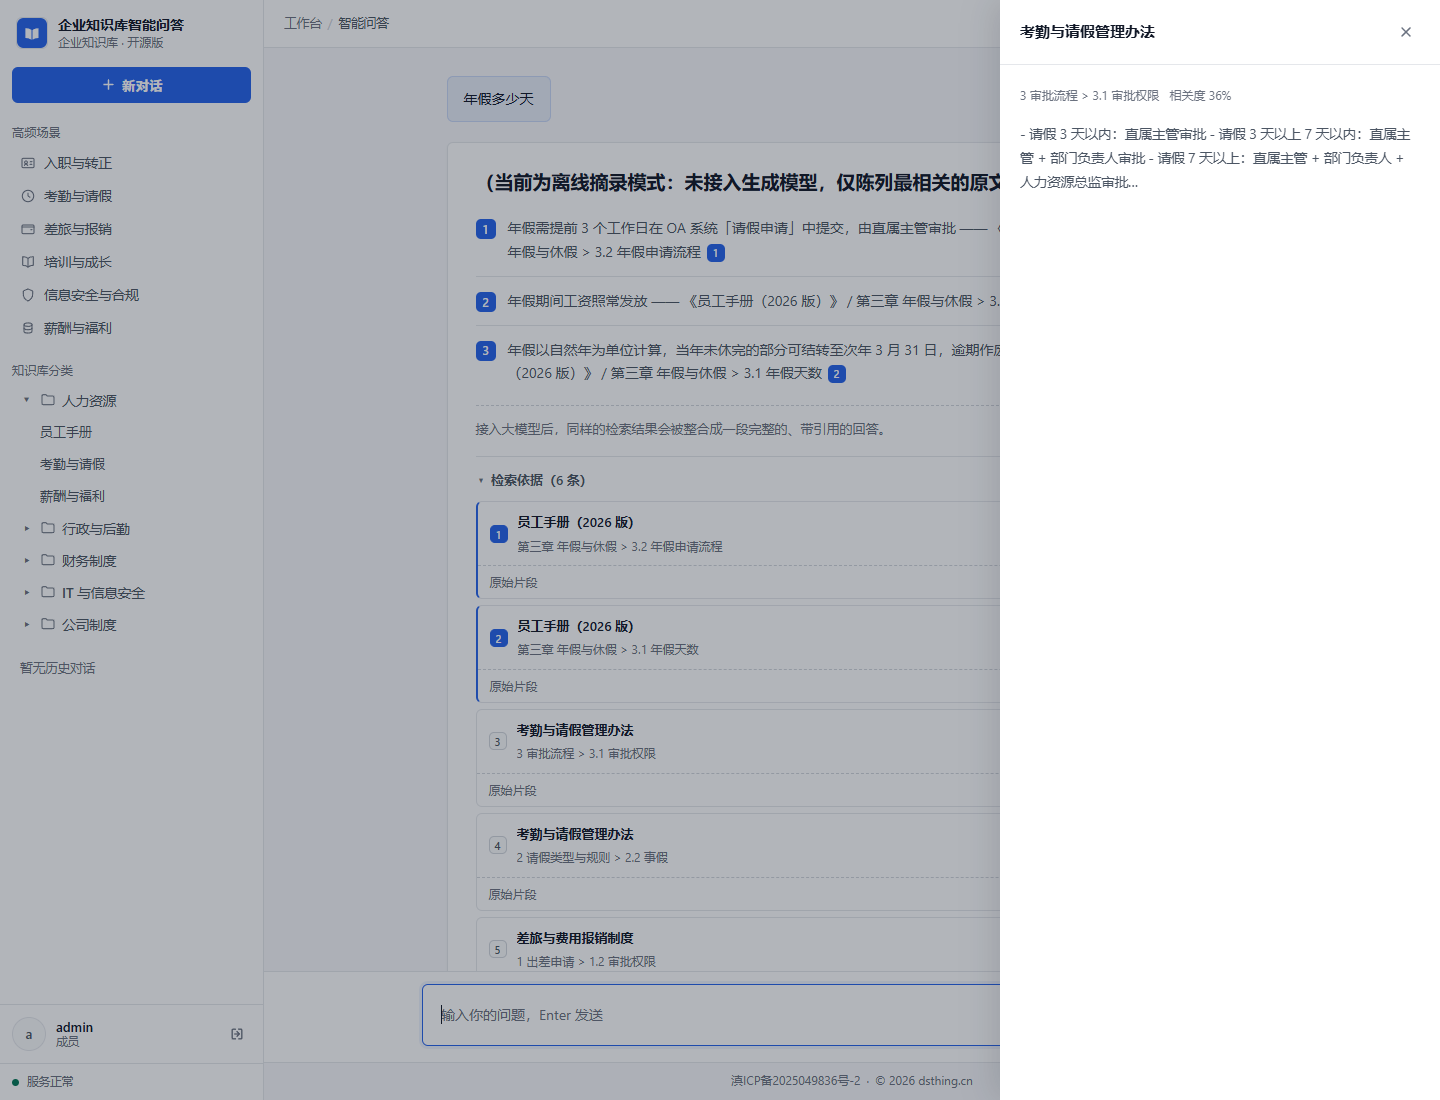 企业知识库智能问答
企业知识库 · 开源版
新对话
高频场景
入职与转正
考勤与请假
差旅与报销
培训与成长
信息安全与合规
薪酬与福利
知识库分类
人力资源
员工手册
考勤与请假
薪酬与福利
行政与后勤
财务制度
IT 与信息安全
公司制度
暂无历史对话
a
admin
成员
服务正常
工作台 / 智能问答
年假多少天
（当前为离线摘录模式：未接入生成模型，仅陈列最相关的原文
1 年假需提前 3 个工作日在 OA 系统「请假申请」中提交，由直属主管审批 —— 《
年假与休假 > 3.2 年假申请流程 1
2 年假期间工资照常发放 —— 《员工手册（2026 版）》 / 第三章 年假与休假 > 3.
3 年假以自然年为单位计算，当年未休完的部分可结转至次年 3 月 31 日，逾期作废
（2026 版）》 / 第三章 年假与休假 > 3.1 年假天数 2
接入大模型后，同样的检索结果会被整合成一段完整的、带引用的回答。
检索依据（6 条）
1 员工手册（2026 版）
第三章 年假与休假 > 3.2 年假申请流程
原始片段
2 员工手册（2026 版）
第三章 年假与休假 > 3.1 年假天数
原始片段
3 考勤与请假管理办法
3 审批流程 > 3.1 审批权限
原始片段
4 考勤与请假管理办法
2 请假类型与规则 > 2.2 事假
原始片段
5 差旅与费用报销制度
1 出差申请 > 1.2 审批权限
输入你的问题，Enter 发送
滇ICP备2025049836号-2 · © 2026 dsthing.cn
考勤与请假管理办法
3 审批流程 > 3.1 审批权限 相关度 36%
- 请假 3 天以内：直属主管审批 - 请假 3 天以上 7 天以内：直属主
管 + 部门负责人审批 - 请假 7 天以上：直属主管 + 部门负责人 +
人力资源总监审批...